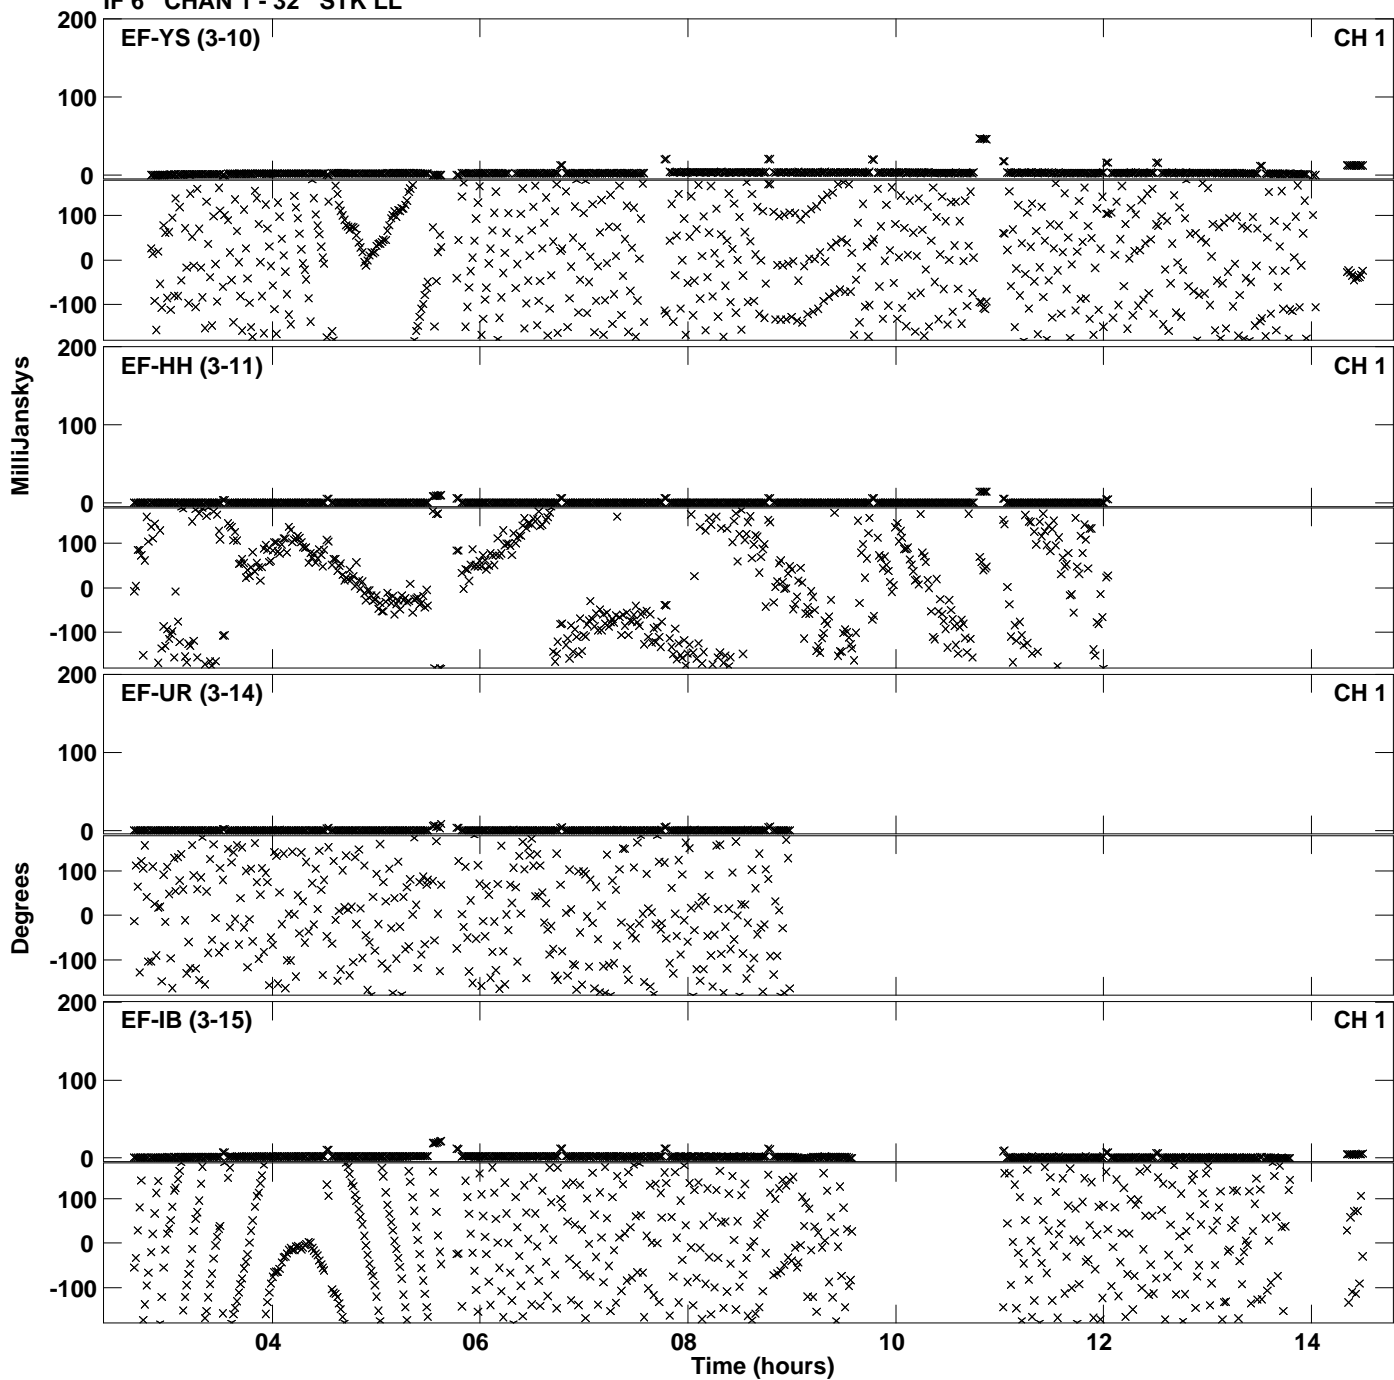 IF 6 CHAN 1 - 32 STK LL
EF-YS (3-10) CH 1
200
100
0
100
0
-100
EF-HH (3-11) CH 1
200
100
0
100
0
-100
MilliJanskys
EF-UR (3-14) CH 1
200
100
0
100
0
-100
Degrees
EF-IB (3-15) CH 1
200
100
0
100
0
-100
04 06 08 10 12 14
Time (hours)